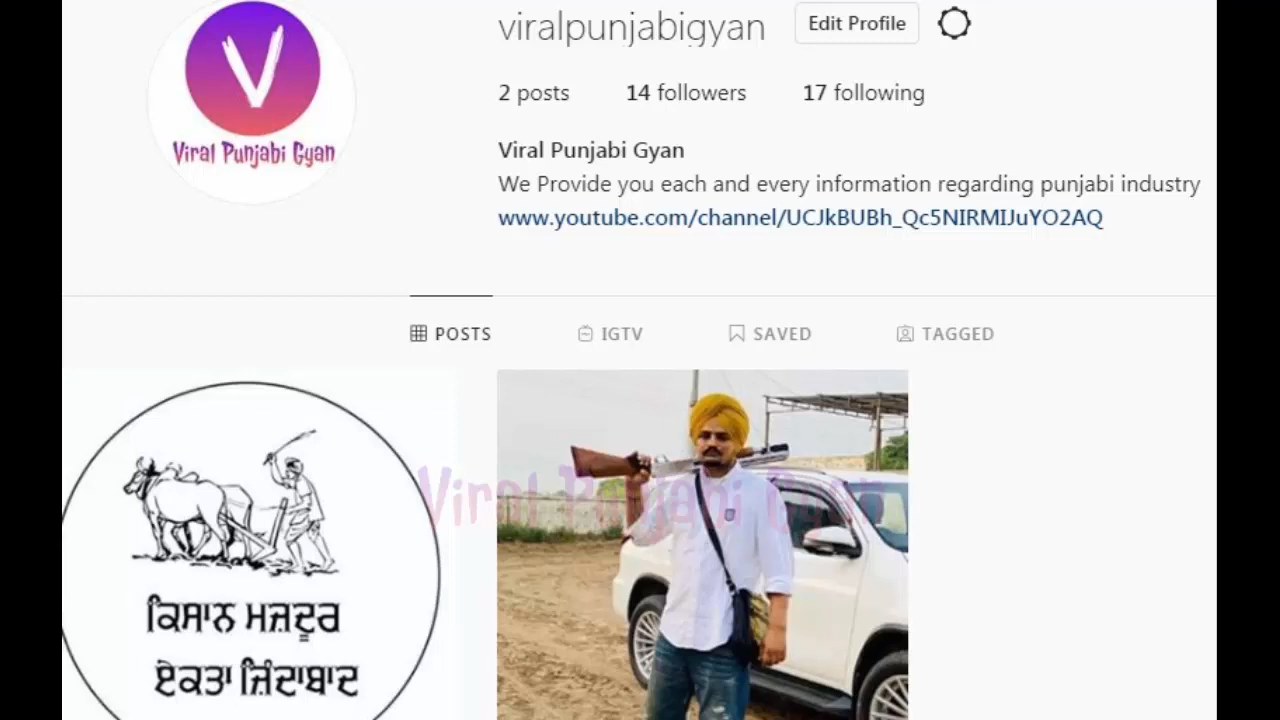 V
Viral Punjabi Gyan
viralpunjabigyan
Edit Profile
2 posts
14 followers
17 following
Viral Punjabi Gyan
We Provide you each and every information regarding punjabi industry
www.youtube.com/channel/UCJkBUBh_Qc5NIRMIJuYO2AQ
POSTS
IGTV
SAVED
TAGGED
Viral Punjabi Gyan
ਕਿਸਾਨ ਮਜ਼ਦੂਰ
ਏਕਤਾ ਜ਼ਿੰਦਾਬਾਦ